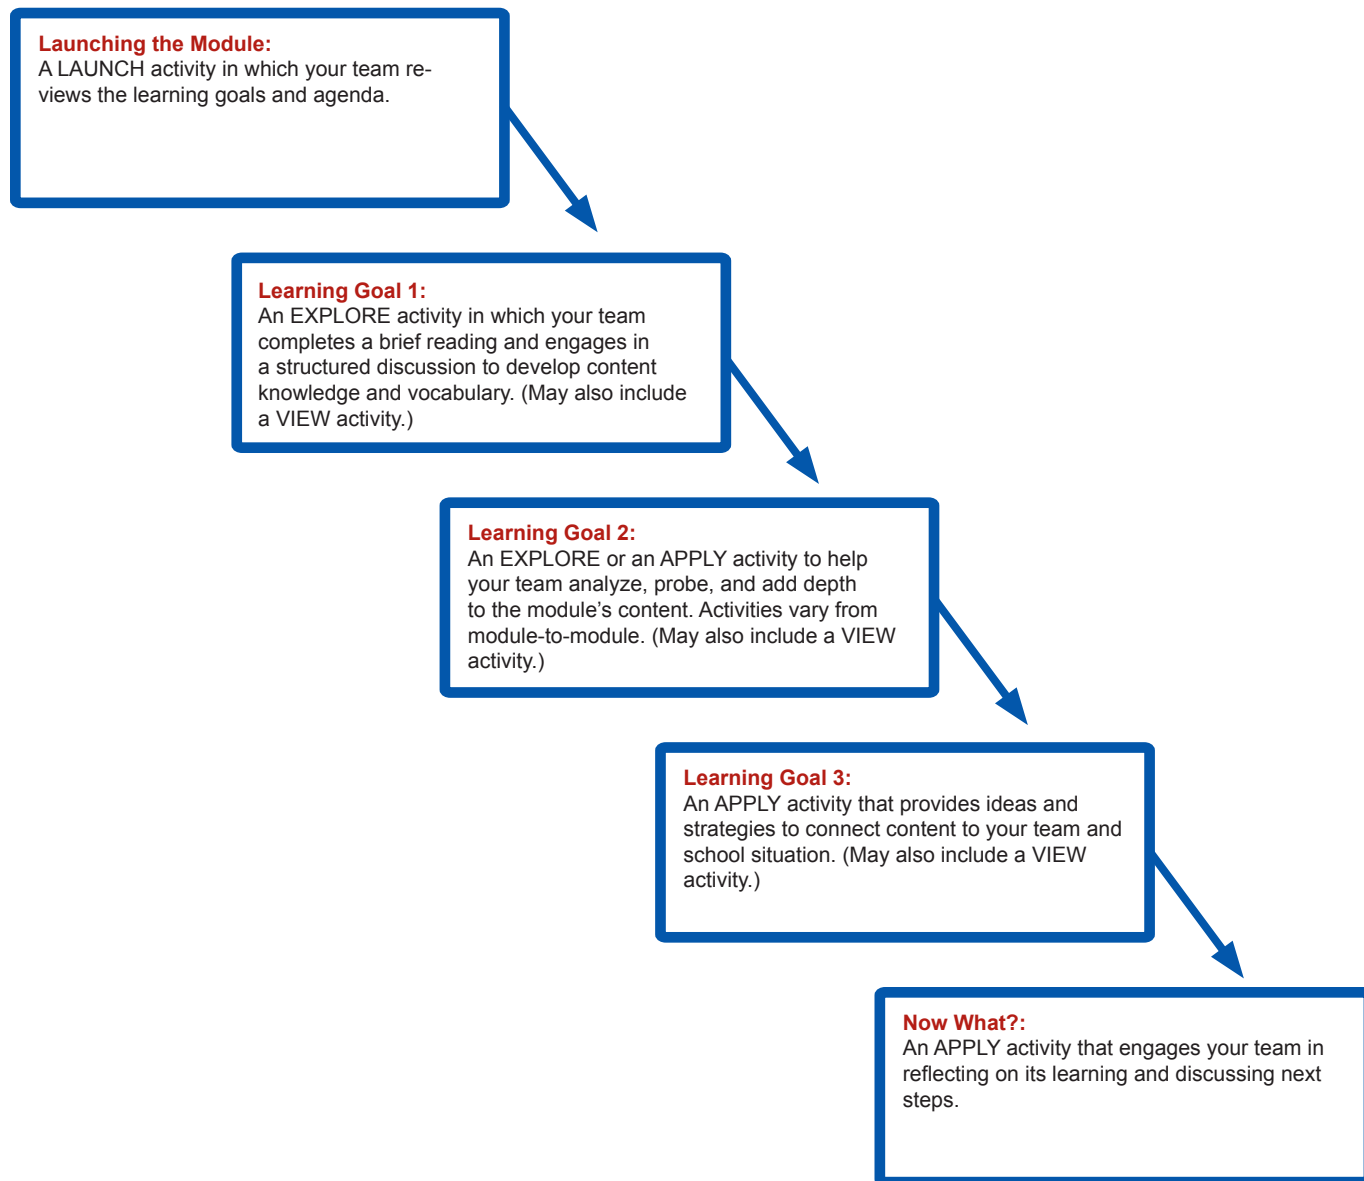 Launching the Module:
A LAUNCH activity in which your team re-
views the learning goals and agenda.
Learning Goal 1:
An EXPLORE activity in which your team
completes a brief reading and engages in
a structured discussion to develop content
knowledge and vocabulary. (May also include
a VIEW activity.)
Learning Goal 2:
An EXPLORE or an APPLY activity to help
your team analyze, probe, and add depth
to the module’s content. Activities vary from
module-to-module. (May also include a VIEW
activity.)
Learning Goal 3:
An APPLY activity that provides ideas and
strategies to connect content to your team and
school situation. (May also include a VIEW
activity.)
Now What?:
An APPLY activity that engages your team in
reflecting on its learning and discussing next
steps.